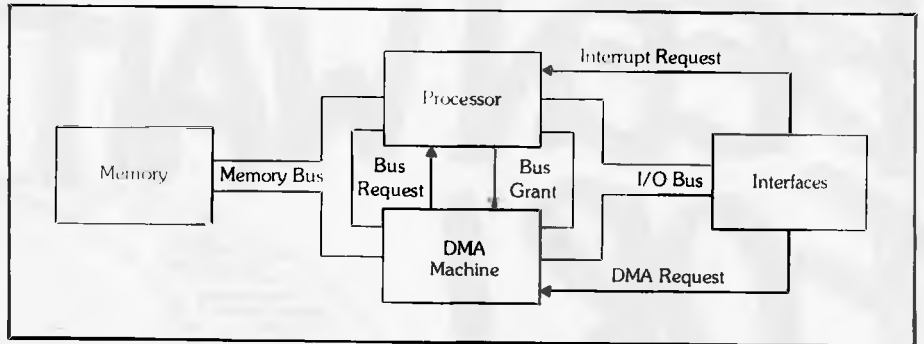 Interrupt Request
Processor
Memory
Memory Bus
Bus
Request
Bus
Grant
I/O Bus
Interfaces
DMA
Machine
DMA Request